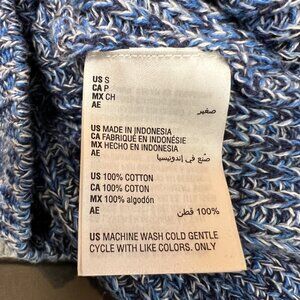 US S
CA P
MX CH
AE صغير
US MADE IN INDONESIA
CA FABRIQUÉ EN INDONÉSIE
MX HECHO EN INDONESIA
AE صنع في إندونيسيا
US 100% COTTON
CA 100% COTON
MX 100% algodón
AE 100% قطن
US MACHINE WASH COLD GENTLE
CYCLE WITH LIKE COLORS. ONLY